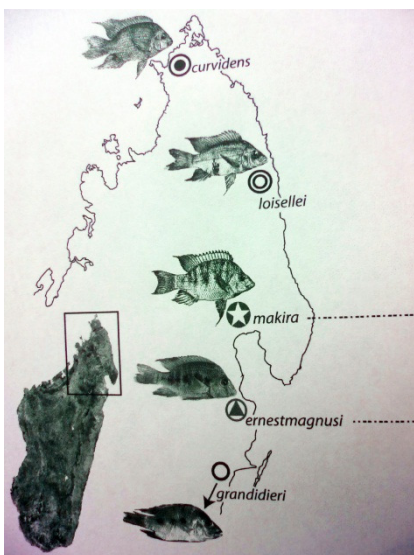 curvidens
loisellei
makira
ernestmagnusi
grandidieri